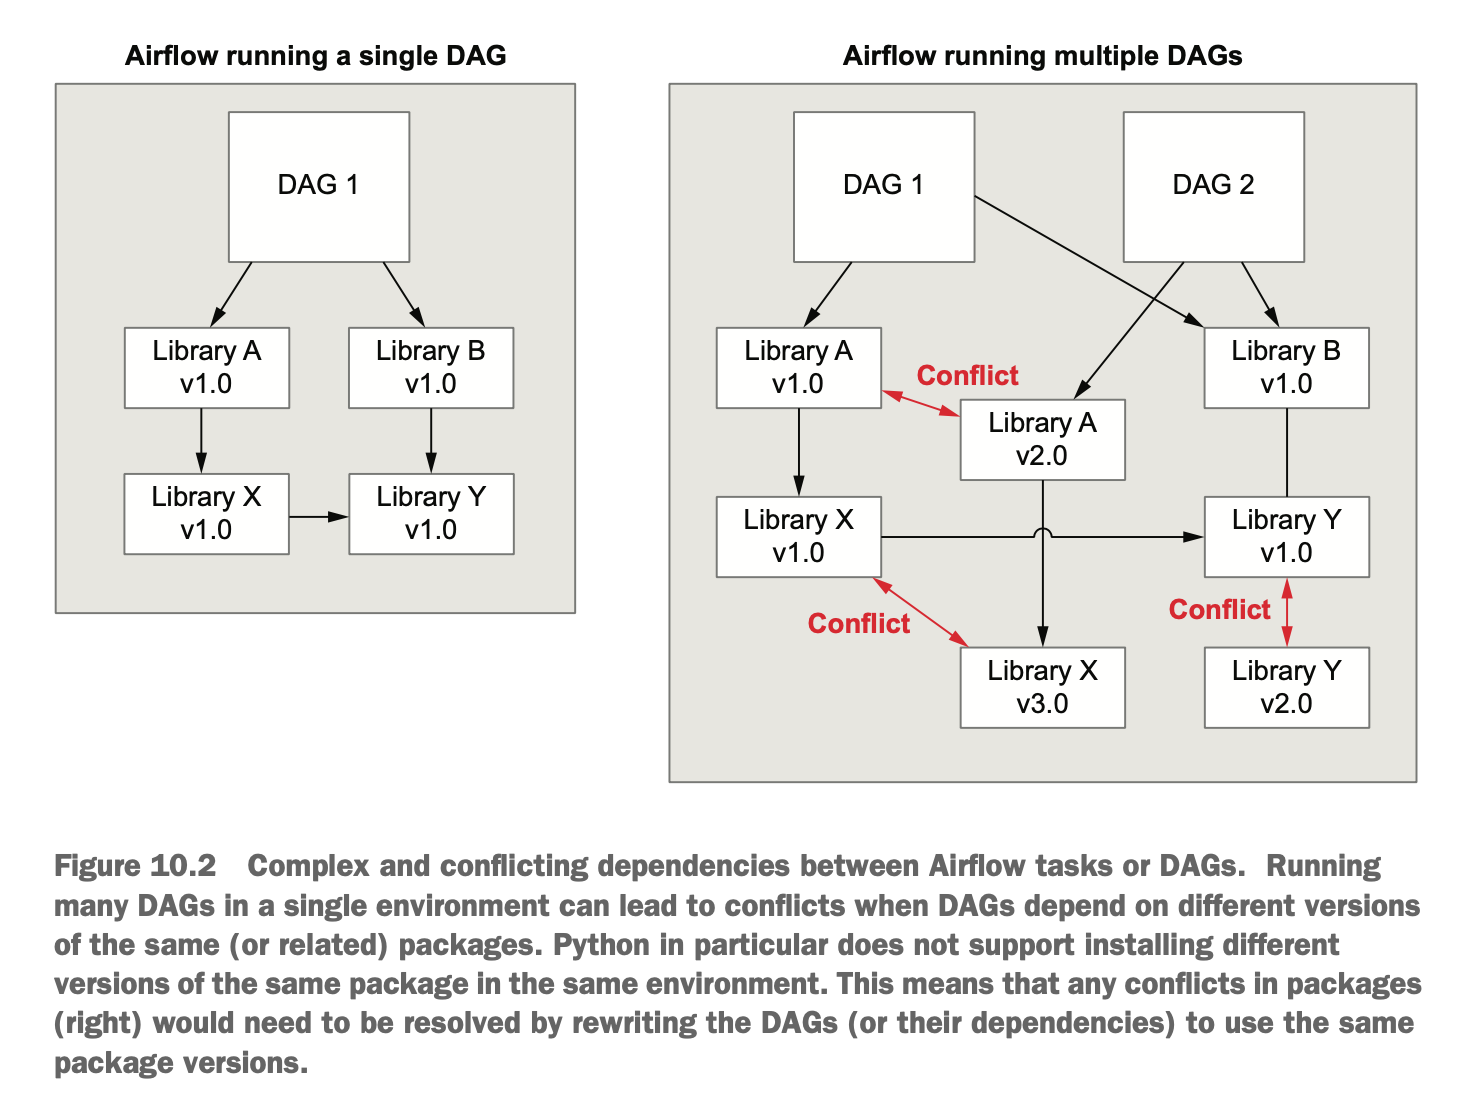 Airflow running a single DAG
DAG 1
Library A
v1.0
Library B
v1.0
Library X
v1.0
Library Y
v1.0
Airflow running multiple DAGs
DAG 1
DAG 2
Library A
v1.0
Conflict
Library A
v2.0
Library B
v1.0
Library X
v1.0
Library Y
v1.0
Conflict
Conflict
Library X
v3.0
Library Y
v2.0
Figure 10.2 Complex and conflicting dependencies between Airflow tasks or DAGs. Running
many DAGs in a single environment can lead to conflicts when DAGs depend on different versions
of the same (or related) packages. Python in particular does not support installing different
versions of the same package in the same environment. This means that any conflicts in packages
(right) would need to be resolved by rewriting the DAGs (or their dependencies) to use the same
package versions.